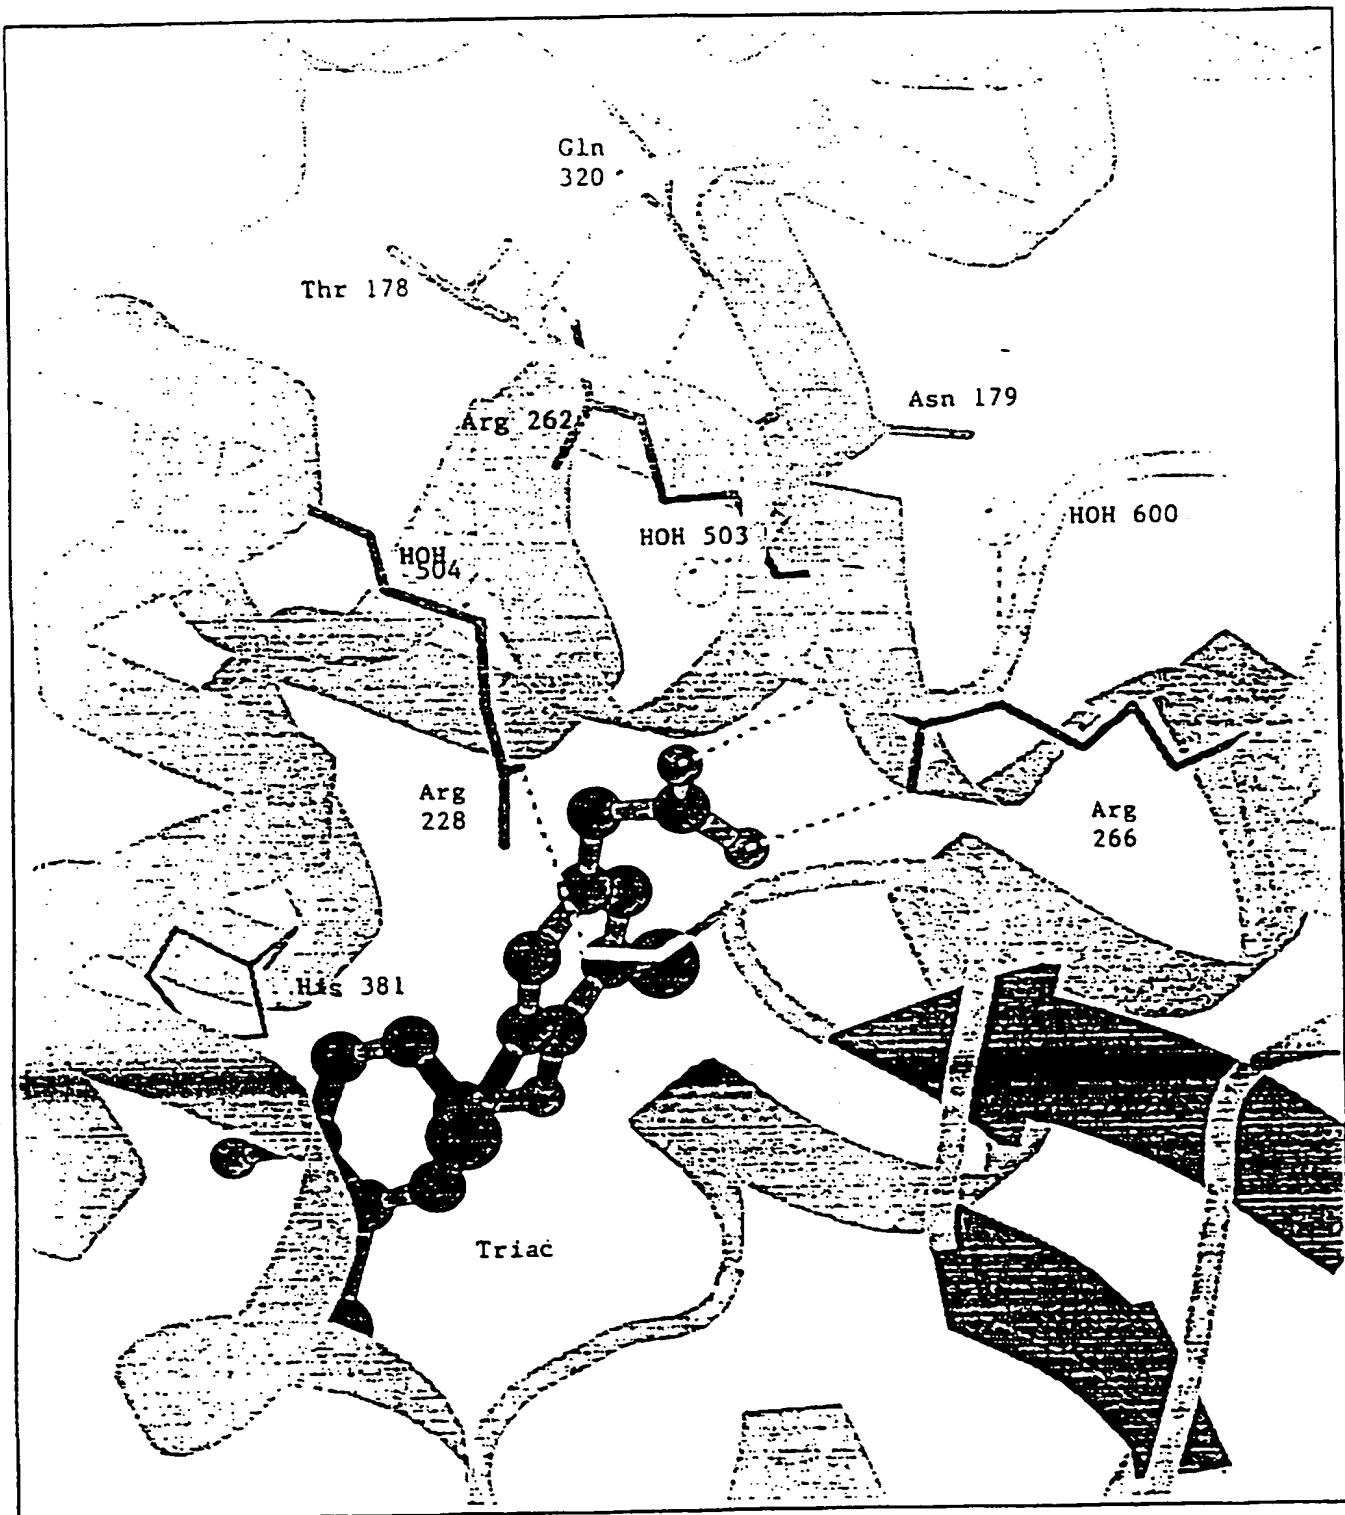 Gln
320
Thr 178
Asn 179
Arg 262
HOH 600
HOH 503
HOH
504
Arg
228
Arg
266
His 381
Triac